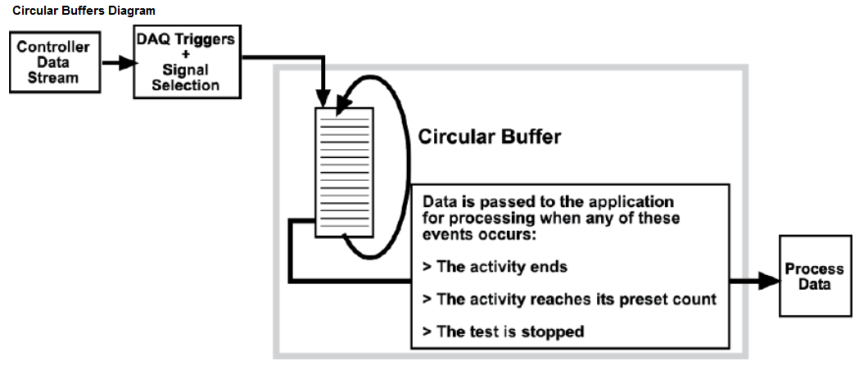 Circular Buffers Diagram
Controller
Data
Stream
DAQ Triggers
+
Signal
Selection
Circular Buffer
Data is passed to the application
for processing when any of these
events occurs:
> The activity ends
> The activity reaches its preset count
> The test is stopped
Process
Data